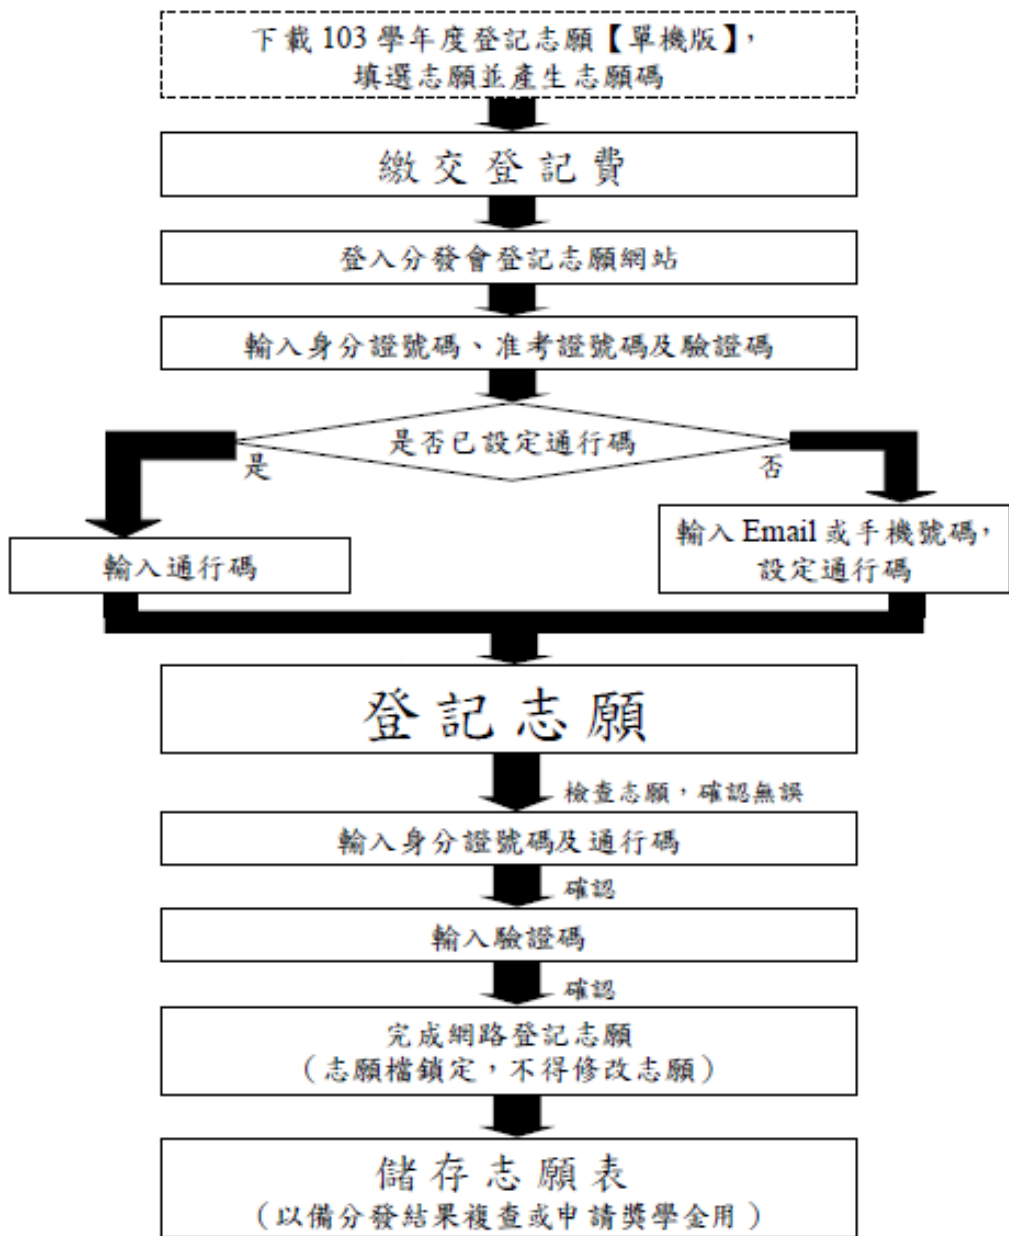 下載 103 學年度登記志願【單機版】，
填選志願並產生志願碼
繳交登記費
登入分發會登記志願網站
輸入身分證號碼、准考證號碼及驗證碼
是否已設定通行碼
是
否
輸入通行碼
輸入 Email 或手機號碼，
設定通行碼
登記志願
檢查志願，確認無誤
輸入身分證號碼及通行碼
確認
輸入驗證碼
確認
完成網路登記志願
（志願檔鎖定，不得修改志願）
儲存志願表
（以備分發結果複查或申請獎學金用）